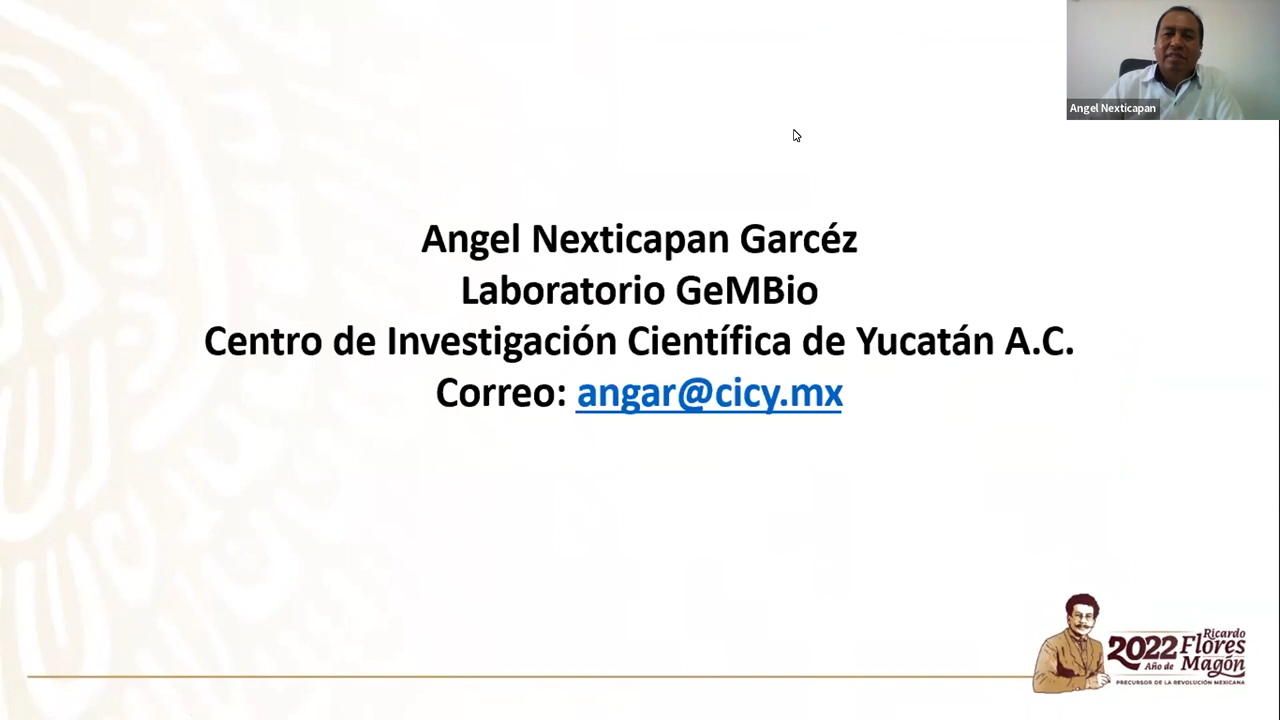 Angel Nexticapan
Angel Nexticapan Garcéz
Laboratorio GeMBio
Centro de Investigación Científica de Yucatán A.C.
Correo: angar@cicy.mx
2022 Ricardo
Año de Flores
Magón
PRECURSOR DE LA REVOLUCIÓN MEXICANA